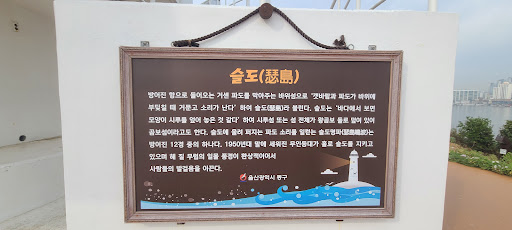 슬도(瑟島)
방어진 항으로 들어오는 거센 파도를 막아주는 바위섬으로 '갯바람과 파도가 바위에
부딪칠 때 거문고 소리가 난다' 하여 슬도(瑟島)라 불린다. 슬도는 '바다에서 보면
모양이 시루를 엎어 놓은 것 같다' 하여 시루섬 또는 섬 전체가 왕곰보 돌로 덮여 있어
곰보섬이라고도 한다. 슬도에 울려 퍼지는 파도 소리를 일컫는 슬도명파(瑟島鳴波)는
방어진 12경 중의 하나다. 1950년대 말에 세워진 무인등대가 홀로 슬도를 지키고
있으며 해 질 무렵의 일몰 풍경이 환상적이어서
사람들의 발걸음을 이끈다.
울산광역시 동구